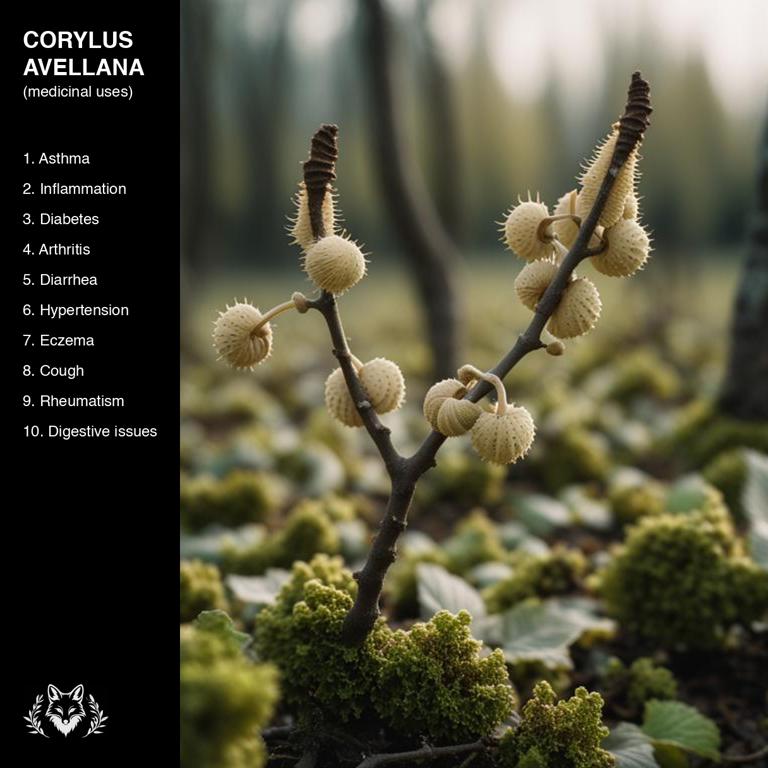 CORYLUS
AVELLANA
(medicinal uses)
1. Asthma
2. Inflammation
3. Diabetes
4. Arthritis
5. Diarrhea
6. Hypertension
7. Eczema
8. Cough
9. Rheumatism
10. Digestive issues